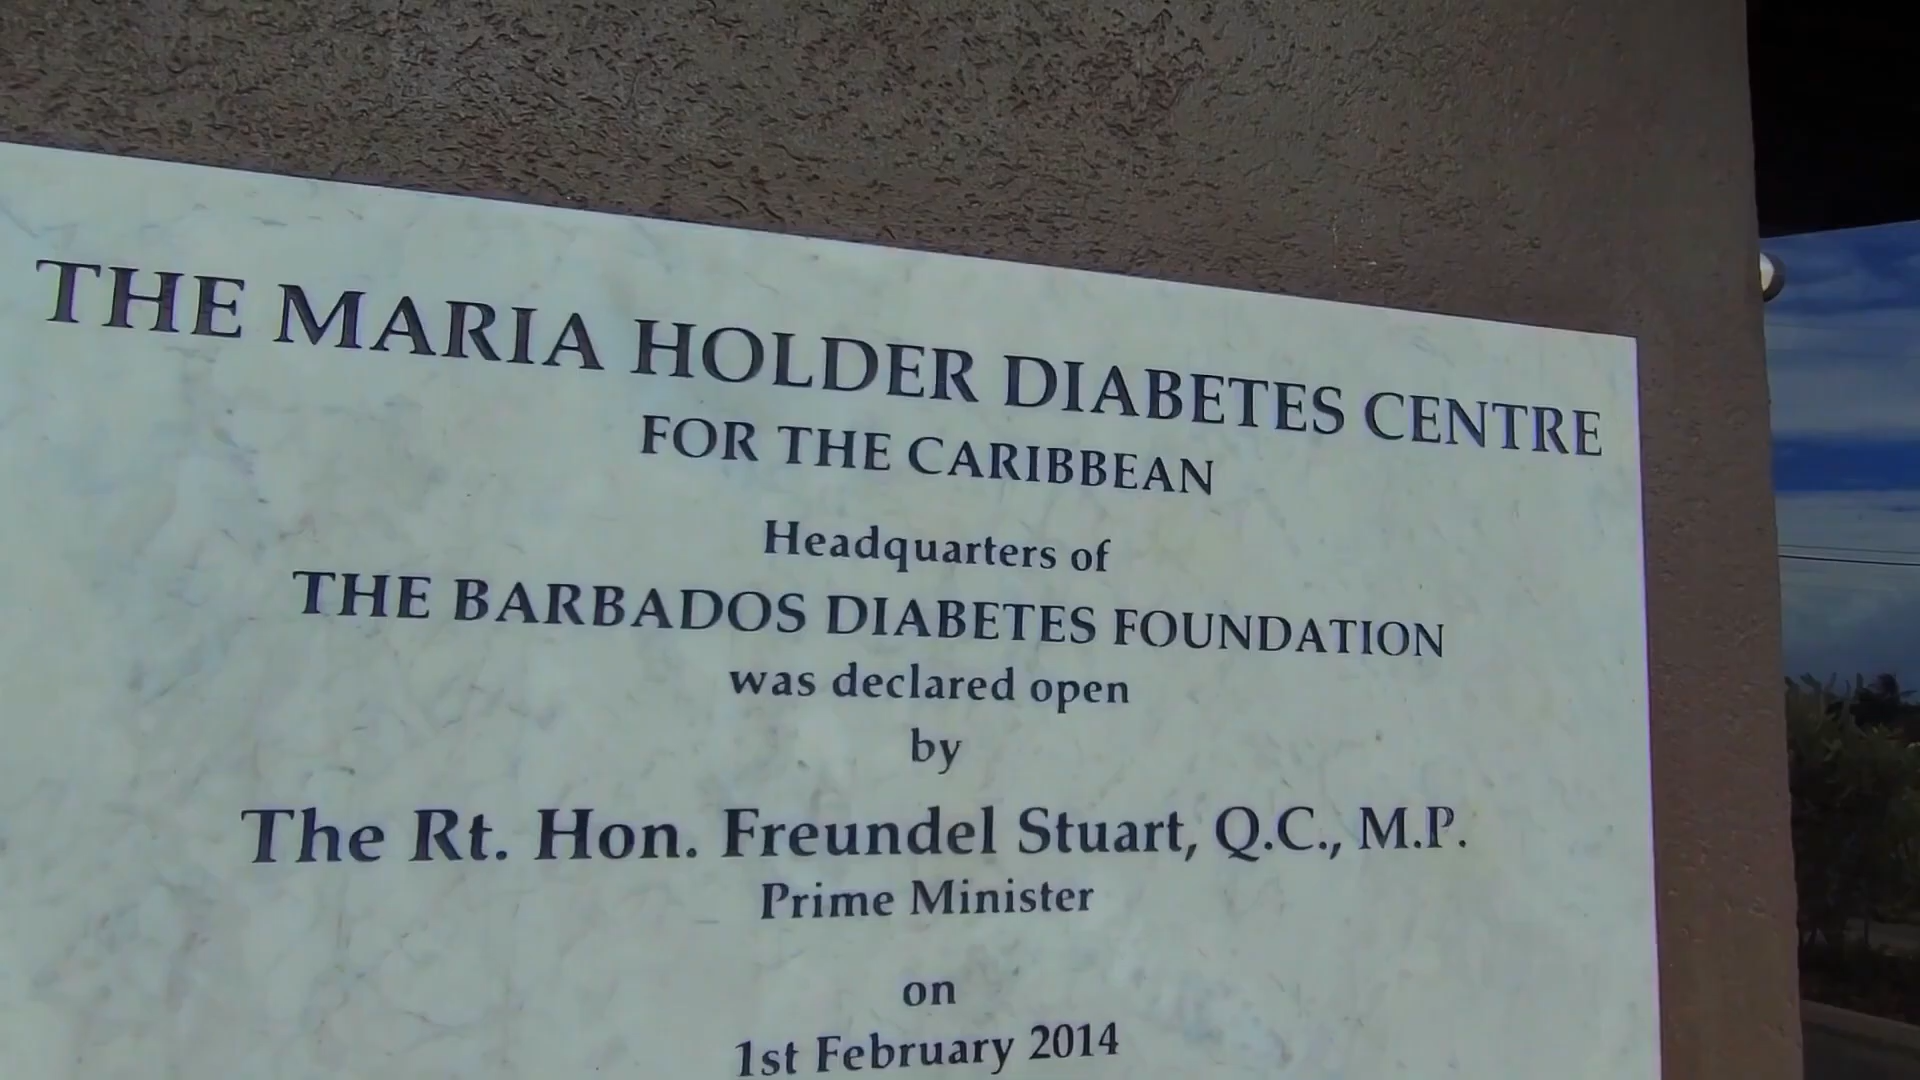 THE MARIA HOLDER DIABETES CENTRE
FOR THE CARIBBEAN
Headquarters of
THE BARBADOS DIABETES FOUNDATION
was declared open
by
The Rt. Hon. Freundel Stuart, Q.C., M.P.
Prime Minister
on
1st February 2014